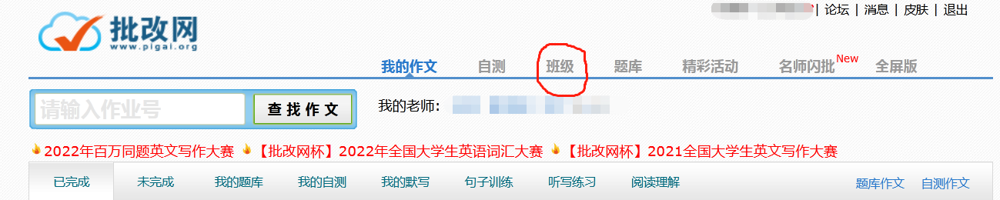 | 论坛 | 消息 | 皮肤 | 退出
批改网
www.pigai.org
我的作文 自测 班级 题库 精彩活动 名师闪批 New 全屏版
请输入作业号 查找作文 我的老师:
2022年百万同题英文写作大赛 【批改网杯】2022年全国大学生英语词汇大赛 【批改网杯】2021全国大学生英文写作大赛
已完成 未完成 我的题库 我的自测 我的默写 句子训练 听写练习 阅读理解 题库作文 自测作文